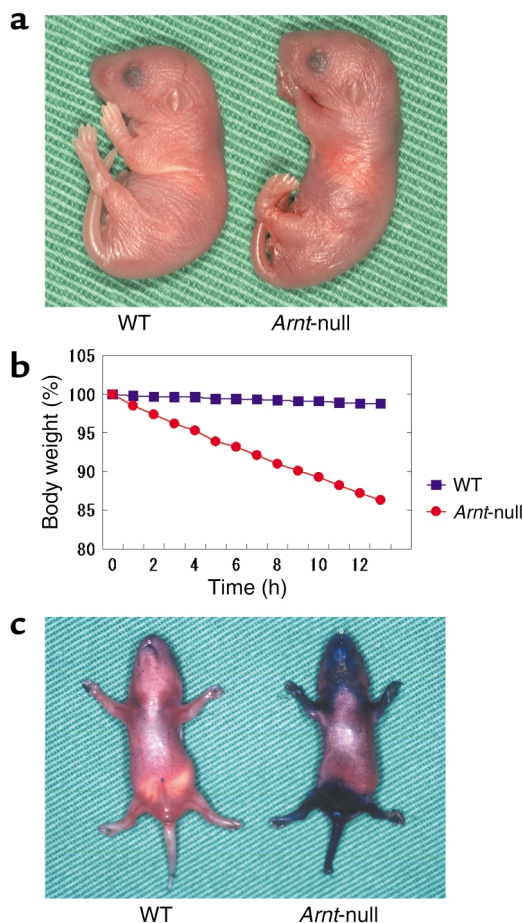 a
WT Arnt-null
b
Body weight (%)
105
100
95
90
85
80
0 2 4 6 8 10 12
Time (h)
WT
Arnt-null
c
WT Arnt-null